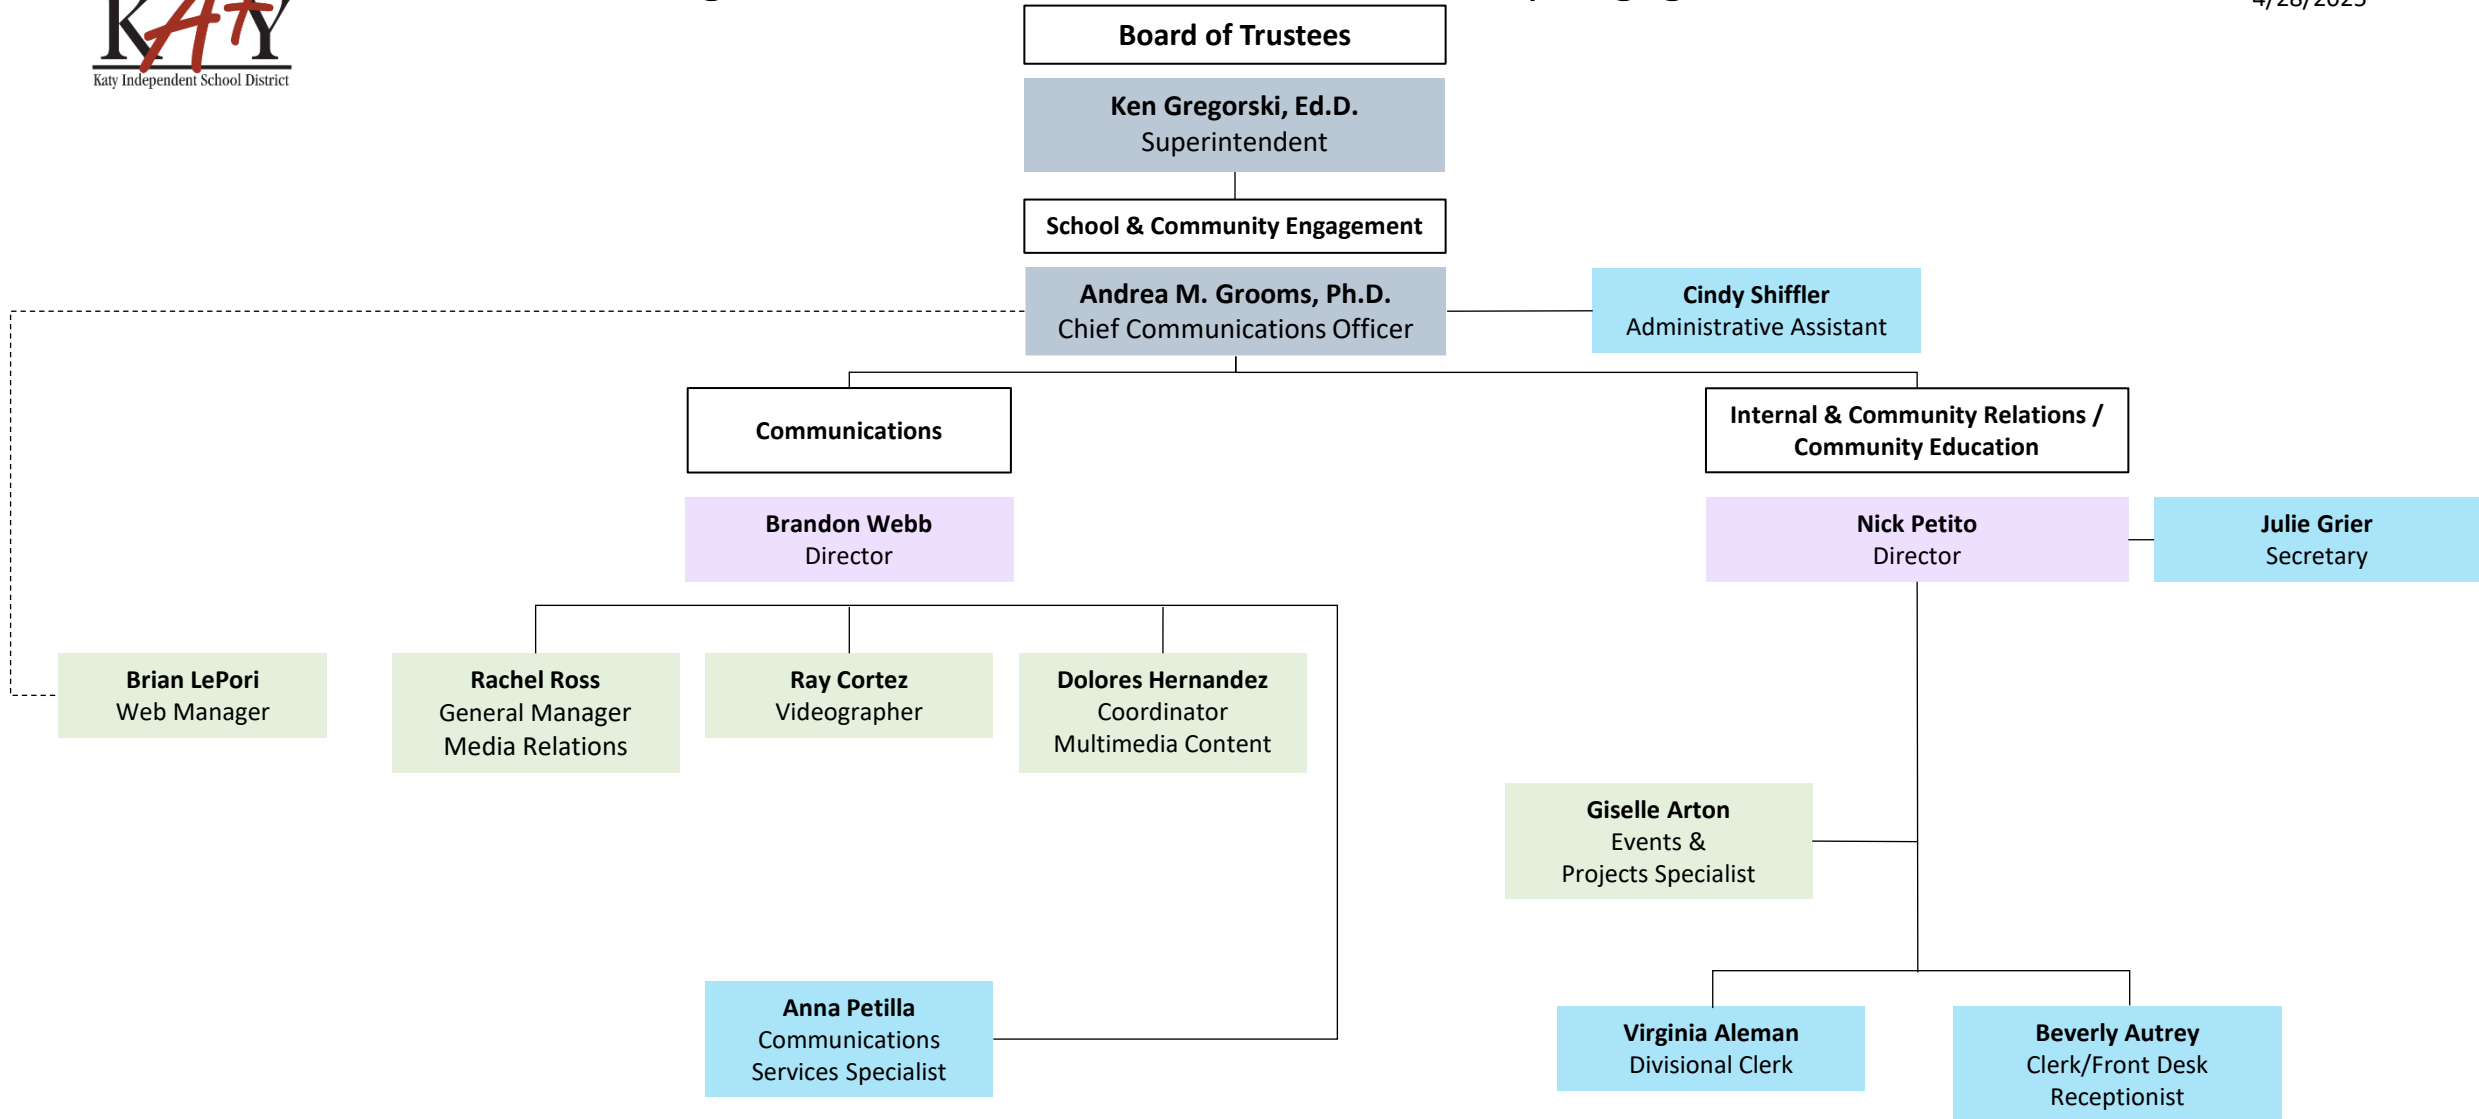 KATY
Katy Independent School District
4/28/2025
Board of Trustees
Ken Gregorski, Ed.D.
Superintendent
School & Community Engagement
Andrea M. Grooms, Ph.D.
Chief Communications Officer
Cindy Shiffler
Administrative Assistant
Communications
Internal & Community Relations /
Community Education
Brandon Webb
Director
Nick Petito
Director
Julie Grier
Secretary
Brian LePori
Web Manager
Rachel Ross
General Manager
Media Relations
Ray Cortez
Videographer
Dolores Hernandez
Coordinator
Multimedia Content
Giselle Arton
Events &
Projects Specialist
Anna Petilla
Communications
Services Specialist
Virginia Aleman
Divisional Clerk
Beverly Autrey
Clerk/Front Desk
Receptionist